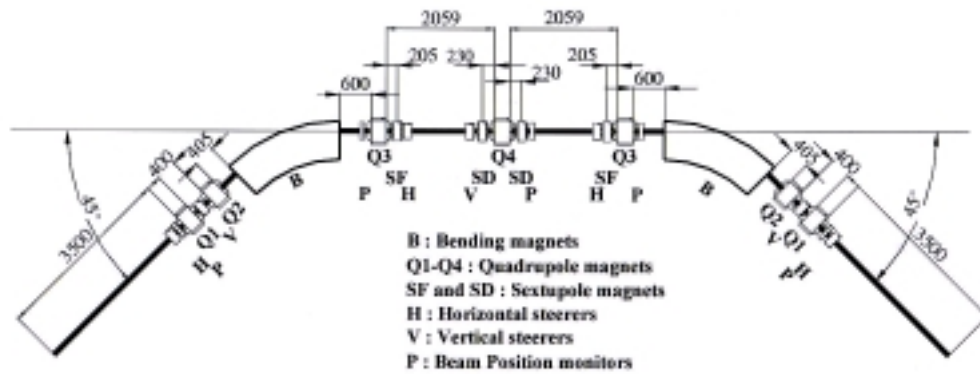 2059 2059
205 230 205
230
600 600
405 405
400 400
45° 45°
3500 3500
Q3 Q4 Q3
B SF SD SD SF B
P H V P H P
Q2 Q2
V V
Q1 Q1
H H
P P
B : Bending magnets
Q1-Q4 : Quadrupole magnets
SF and SD : Sextupole magnets
H : Horizontal steerers
V : Vertical steerers
P : Beam Position monitors